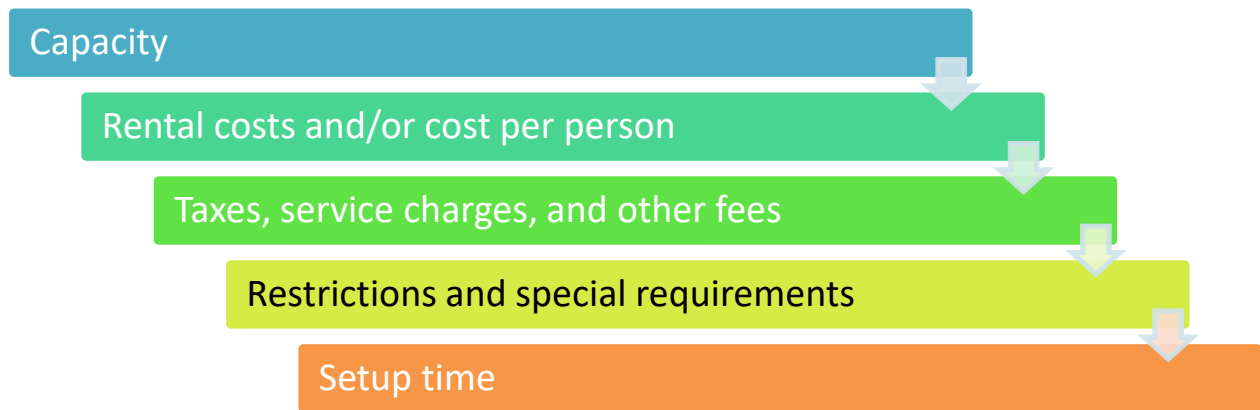 Capacity
Rental costs and/or cost per person
Taxes, service charges, and other fees
Restrictions and special requirements
Setup time